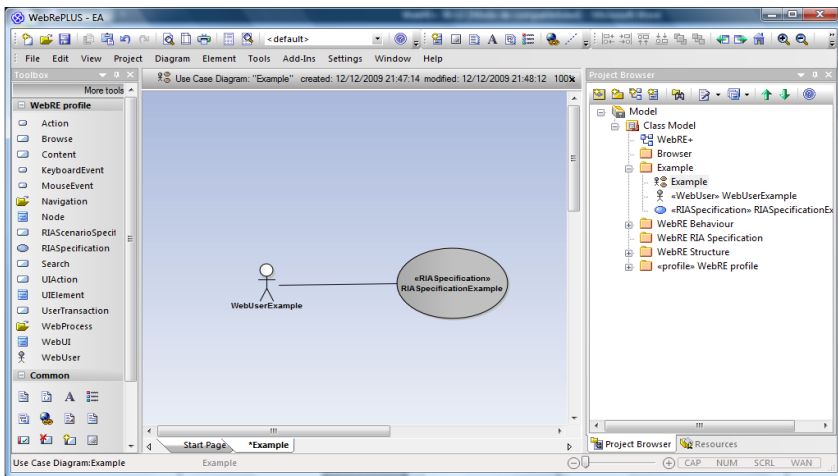 WebRePLUS - EA
<default>
File Edit View Project Diagram Element Tools Add-Ins Settings Window Help
Toolbox
More tools
WebRE profile
Action
Browse
Content
KeyboardEvent
MouseEvent
Navigation
Node
RIAScenarioSpecif
RIASpecification
Search
UIAction
UIElement
UserTransaction
WebProcess
WebUI
WebUser
Common
Use Case Diagram: "Example" created: 12/12/2009 21:47:14 modified: 12/12/2009 21:48:12 100%
WebUserExample
«RIASpecification»
RIASpecificationExample
Start Page *Example
Project Browser
Model
Class Model
WebRE+
Browser
Example
Example
«WebUser» WebUserExample
«RIASpecification» RIASpecificationEx
WebRE Behaviour
WebRE RIA Specification
WebRE Structure
«profile» WebRE profile
Project Browser Resources
Use Case Diagram:Example Example CAP NUM SCRL WAN